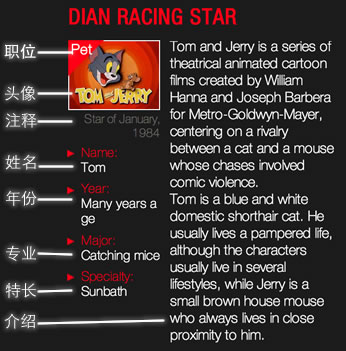 DIAN RACING STAR
职位
Pet
头像
TOM AND JERRY
注释
Star of January,
1984
姓名
Name:
Tom
年份
Year:
Many years a
ge
专业
Major:
Catching mice
特长
Specialty:
Sunbath
介绍
Tom and Jerry is a series of
theatrical animated cartoon
films created by William
Hanna and Joseph Barbera
for Metro-Goldwyn-Mayer,
centering on a rivalry
between a cat and a mouse
whose chases involved
comic violence.
Tom is a blue and white
domestic shorthair cat. He
usually lives a pampered life,
although the characters
usually live in several
lifestyles, while Jerry is a
small brown house mouse
who always lives in close
proximity to him.